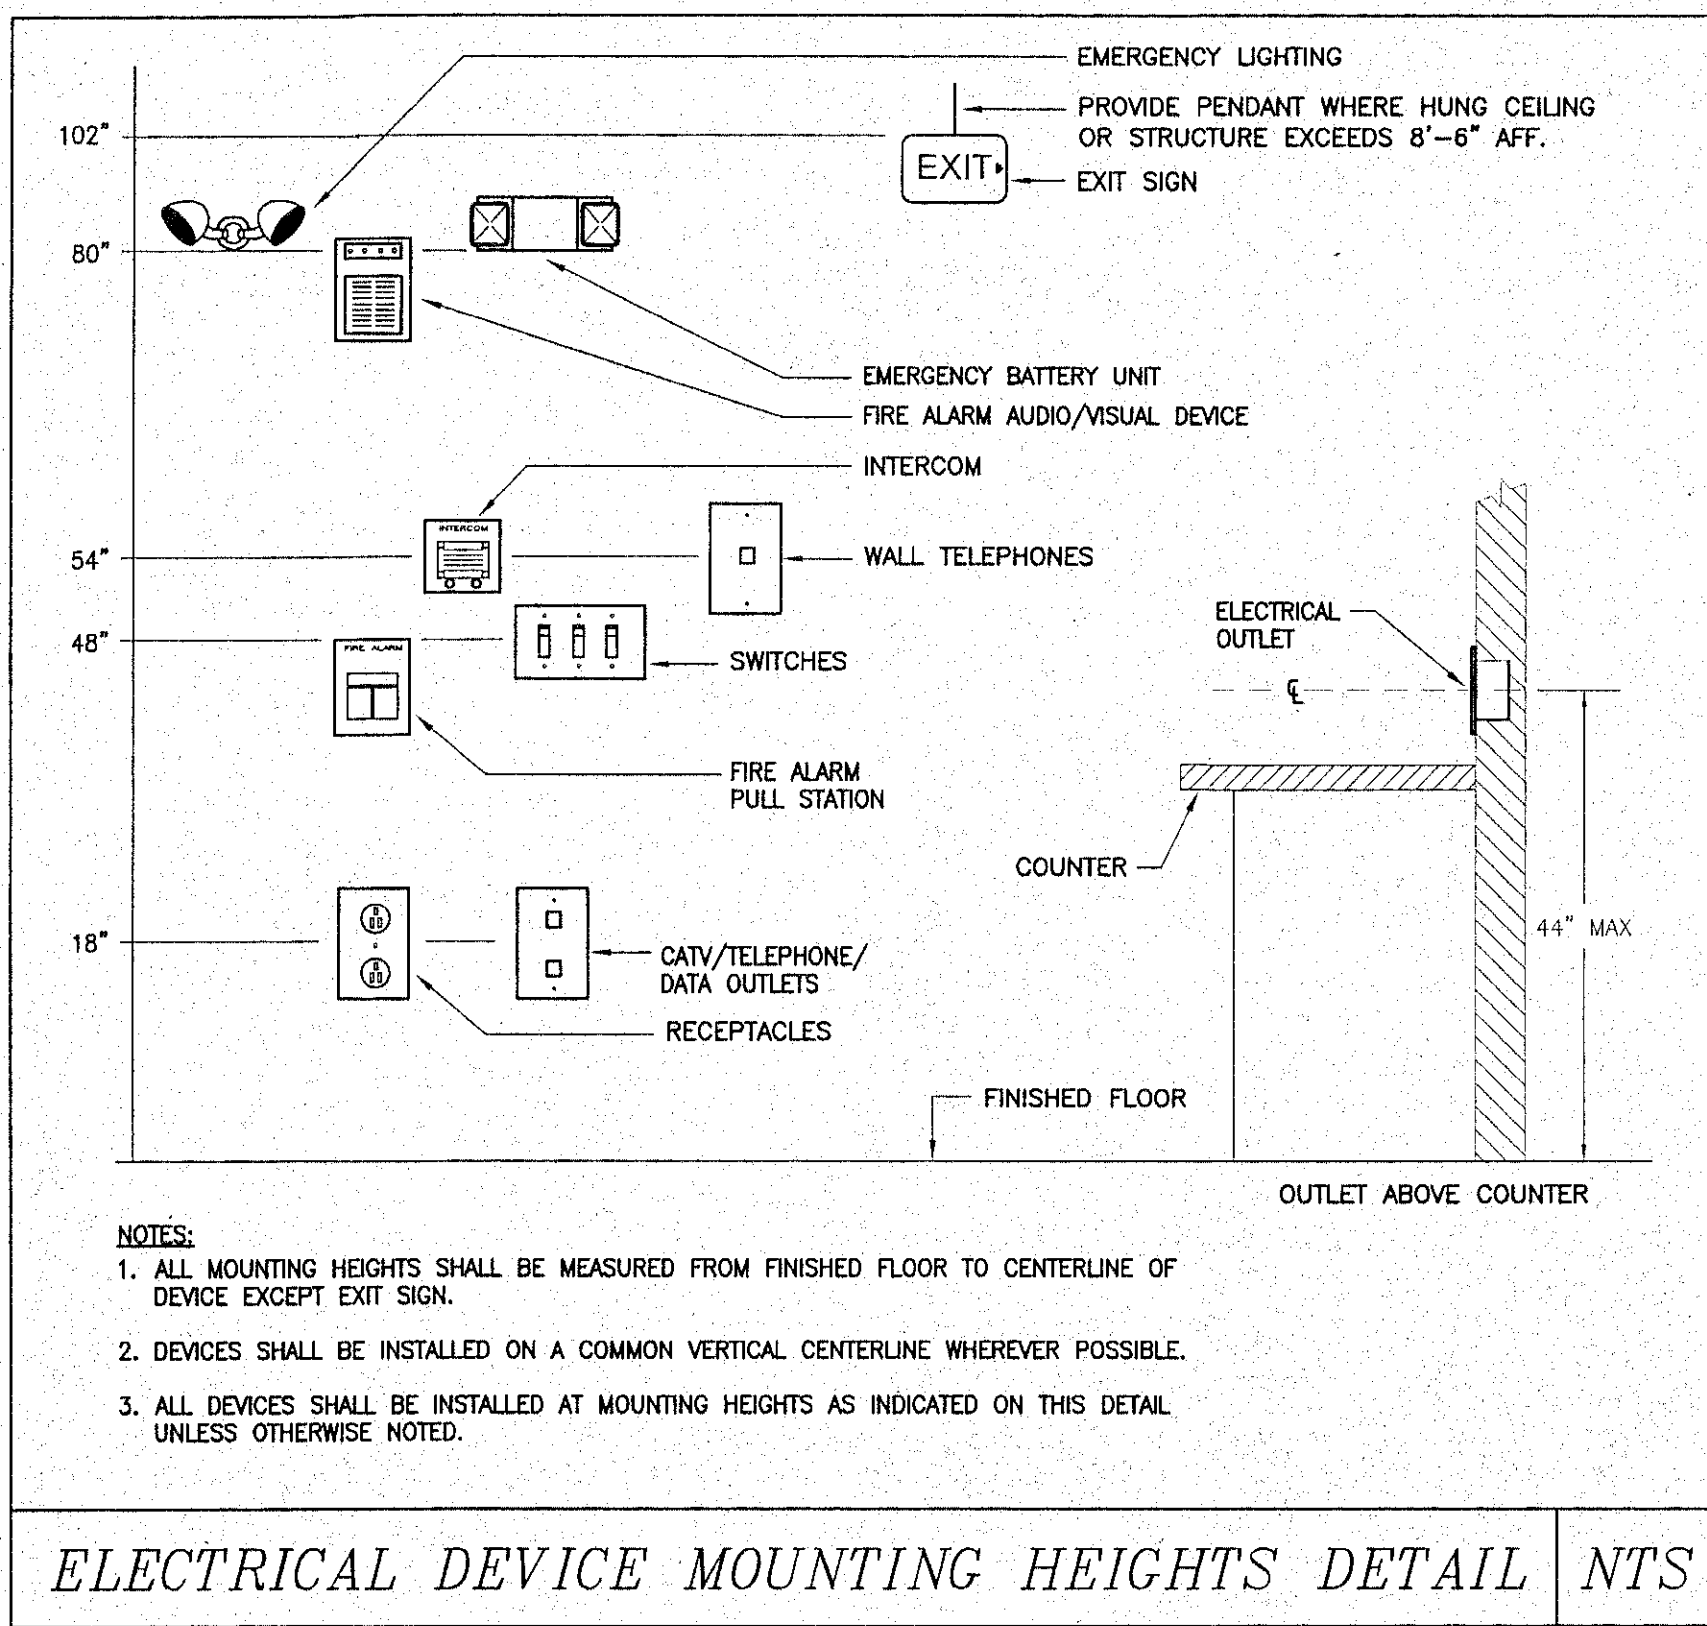 EMERGENCY LIGHTING
PROVIDE PENDANT WHERE HUNG CEILING
OR STRUCTURE EXCEEDS 8'-6" AFF.
102"
EXIT
EXIT SIGN
80"
EMERGENCY BATTERY UNIT
FIRE ALARM AUDIO/VISUAL DEVICE
INTERCOM
INTERCOM
54"
WALL TELEPHONES
ELECTRICAL
OUTLET
48"
FIRE ALARM
SWITCHES
℄
FIRE ALARM
PULL STATION
COUNTER
44" MAX
18"
CATV/TELEPHONE/
DATA OUTLETS
RECEPTACLES
FINISHED FLOOR
OUTLET ABOVE COUNTER
NOTES:
1. ALL MOUNTING HEIGHTS SHALL BE MEASURED FROM FINISHED FLOOR TO CENTERLINE OF
DEVICE EXCEPT EXIT SIGN.
2. DEVICES SHALL BE INSTALLED ON A COMMON VERTICAL CENTERLINE WHEREVER POSSIBLE.
3. ALL DEVICES SHALL BE INSTALLED AT MOUNTING HEIGHTS AS INDICATED ON THIS DETAIL
UNLESS OTHERWISE NOTED.
ELECTRICAL DEVICE MOUNTING HEIGHTS DETAIL
NTS